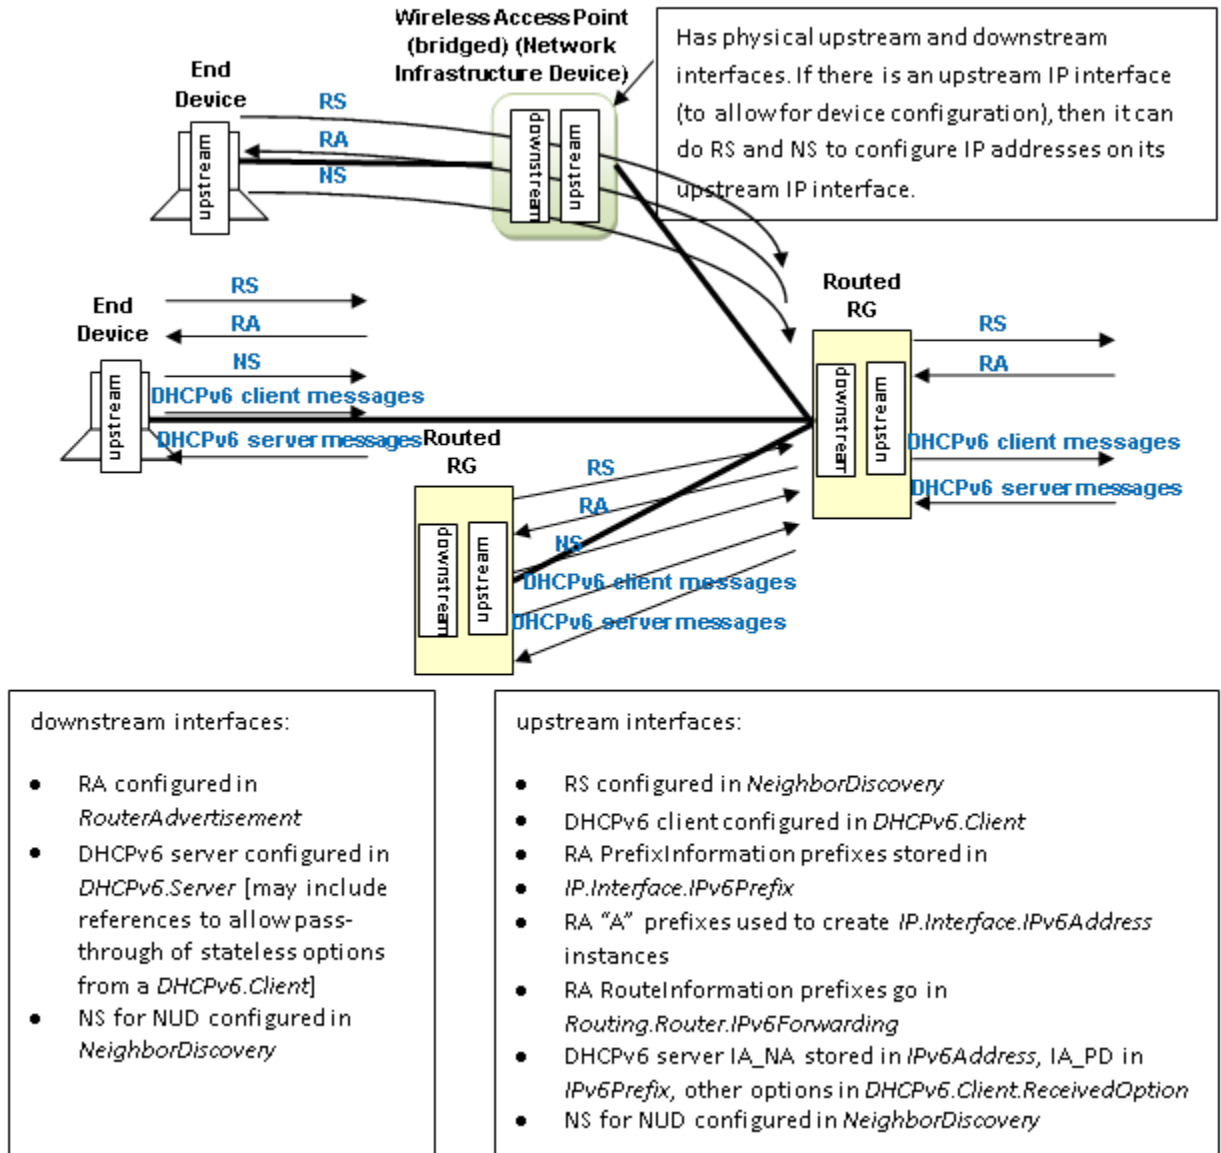 Wireless Access Point
(bridged) (Network
Infrastructure Device)
Has physical upstream and downstream
interfaces. If there is an upstream IP interface
(to allow for device configuration), then it can
do RS and NS to configure IP addresses on its
upstream IP interface.
End
Device
RS
RA
NS
upstream
downstream
upstream
End
Device
RS
RA
NS
DHCPv6 client messages
DHCPv6 server messages
upstream
Routed
RG
RS
RA
DHCPv6 client messages
DHCPv6 server messages
downstream
upstream
Routed
RG
RS
RA
NS
DHCPv6 client messages
DHCPv6 server messages
downstream
upstream
downstream interfaces:
● RA configured in
RouterAdvertisement
● DHCPv6 server configured in
DHCPv6.Server [may include
references to allow pass-
through of stateless options
from a DHCPv6.Client]
● NS for NUD configured in
NeighborDiscovery
upstream interfaces:
● RS configured in NeighborDiscovery
● DHCPv6 client configured in DHCPv6.Client
● RA PrefixInformation prefixes stored in
● IP.Interface.IPv6Prefix
● RA “A” prefixes used to create IP.Interface.IPv6Address
instances
● RA RouteInformation prefixes go in
Routing.Router.IPv6Forwarding
● DHCPv6 server IA_NA stored in IPv6Address, IA_PD in
IPv6Prefix, other options in DHCPv6.Client.ReceivedOption
● NS for NUD configured in NeighborDiscovery